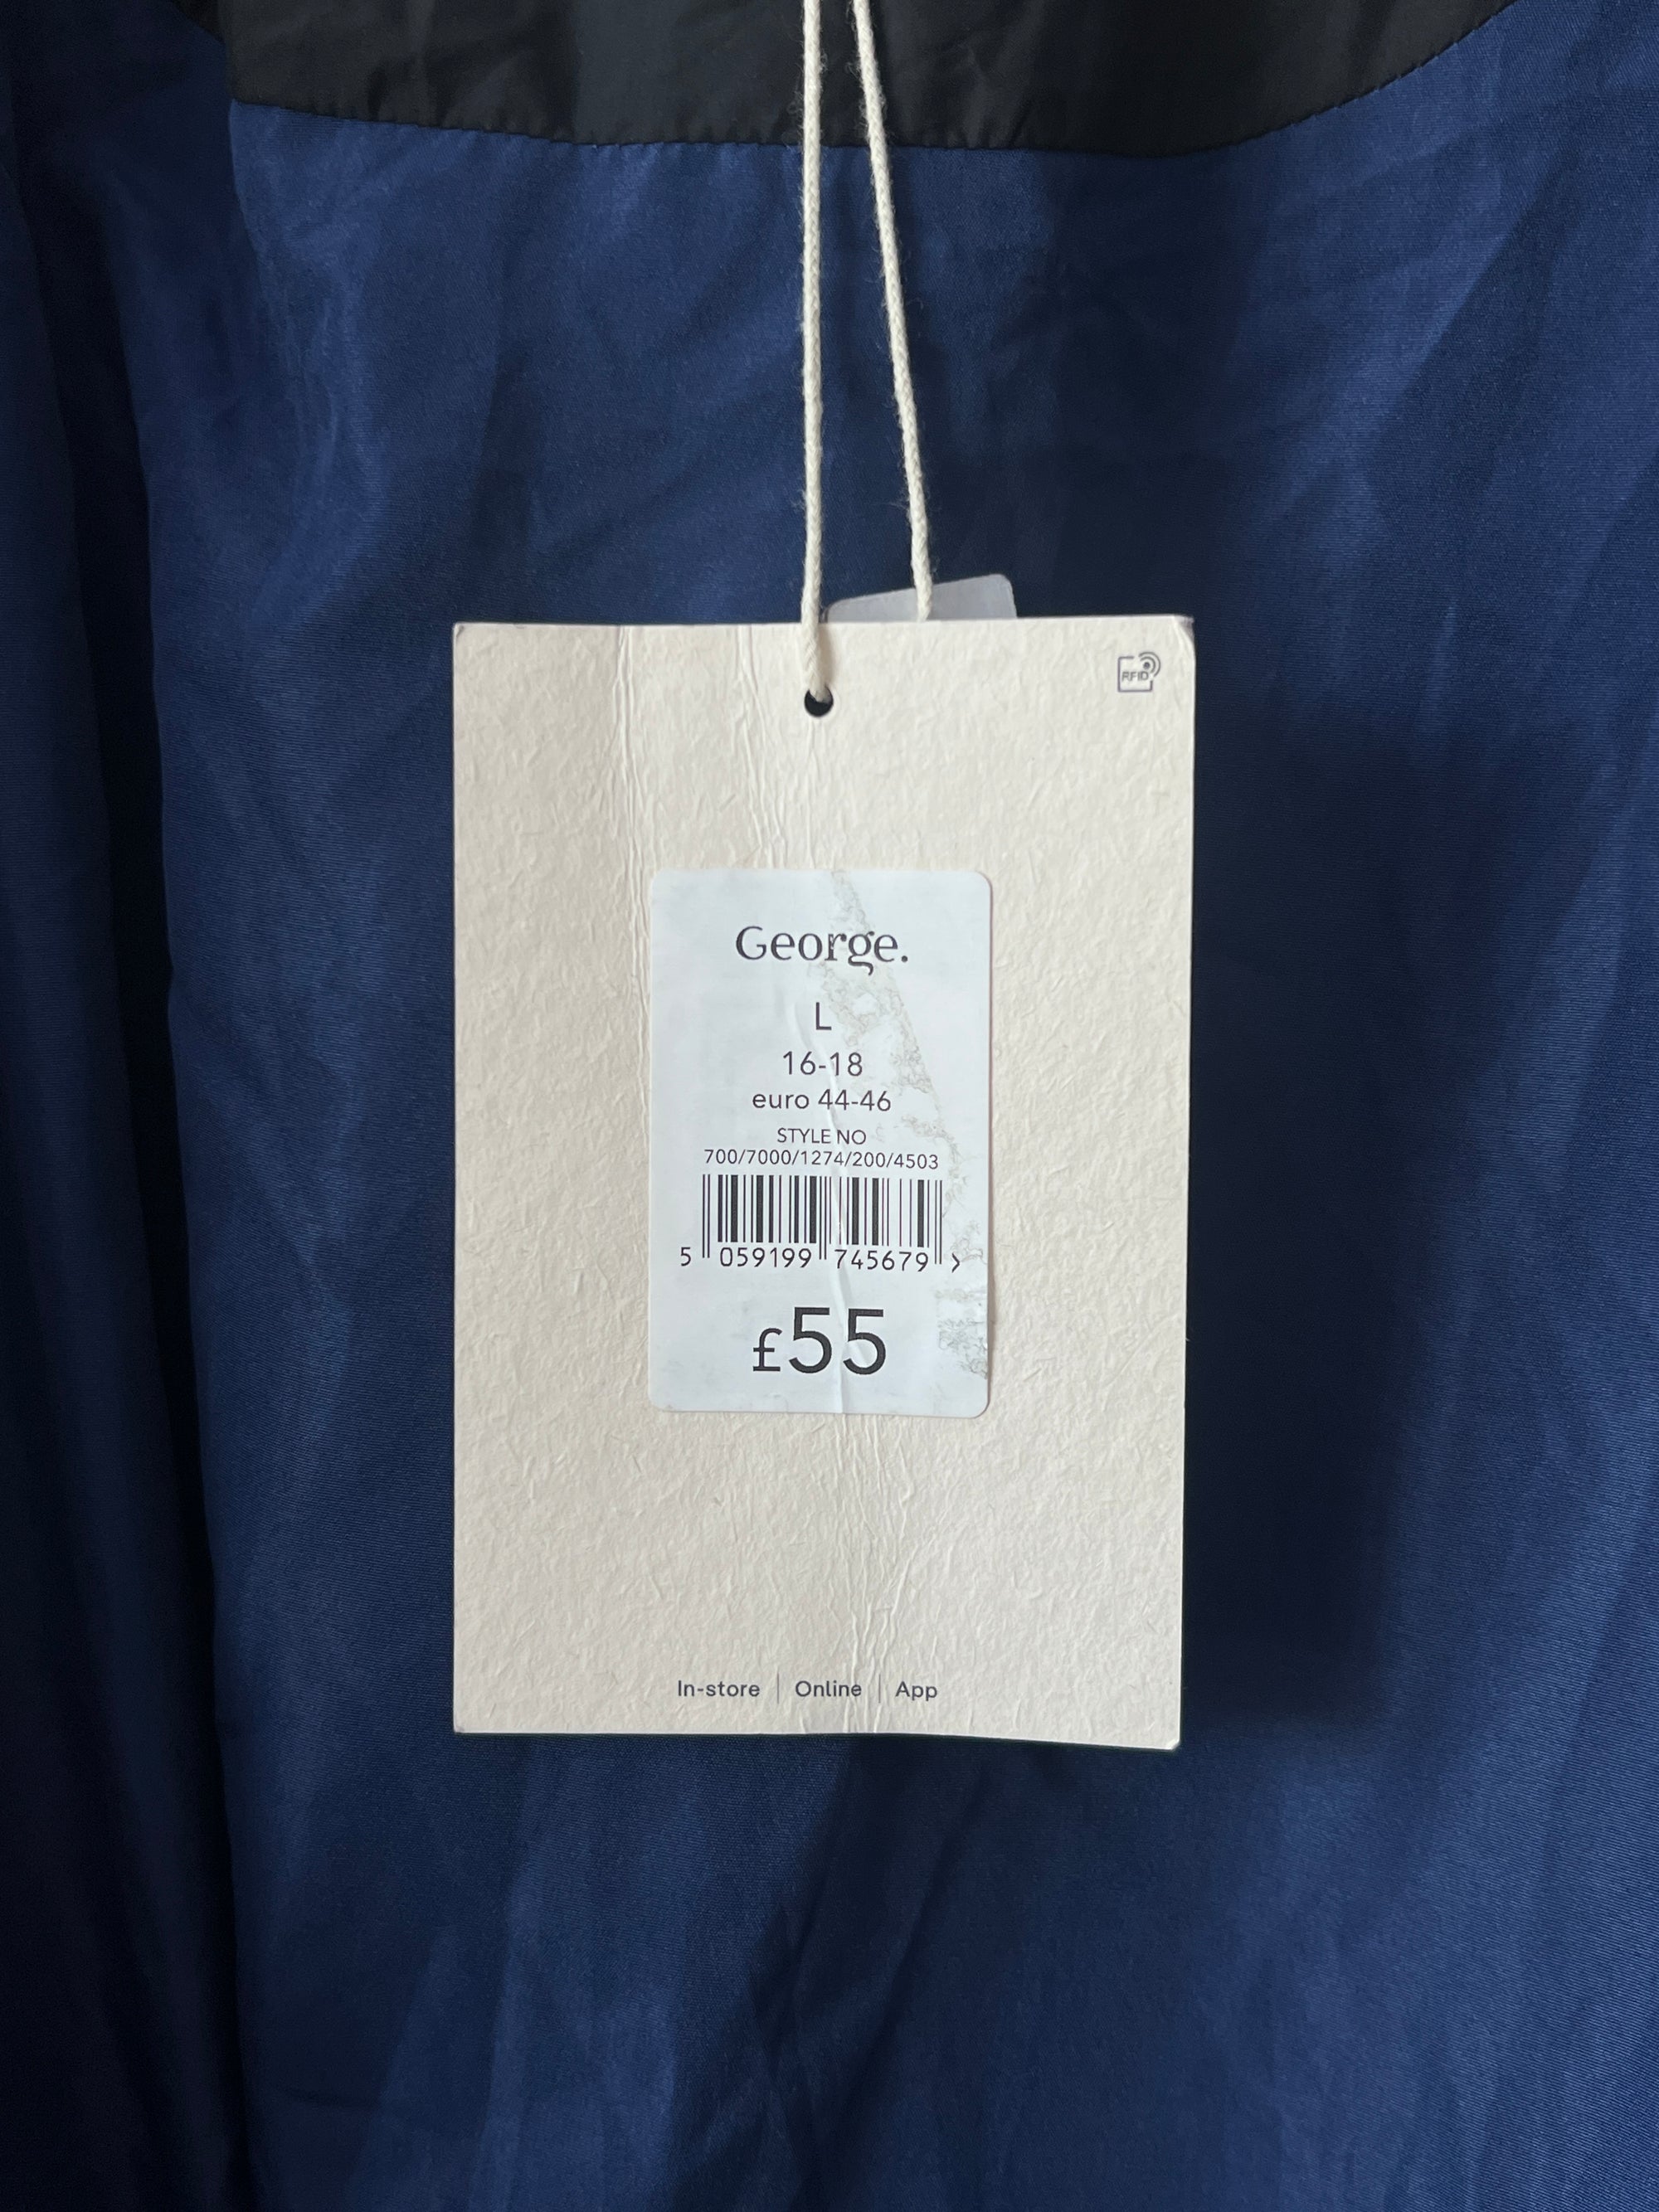 RFID
George.
L
16-18
euro 44-46
STYLE NO
700/7000/1274/200/4503
5 059199 745679 >
£55
In-store | Online | App